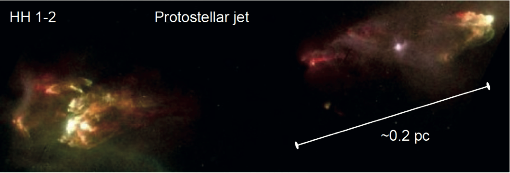 HH 1-2
Protostellar jet
~0.2 pc